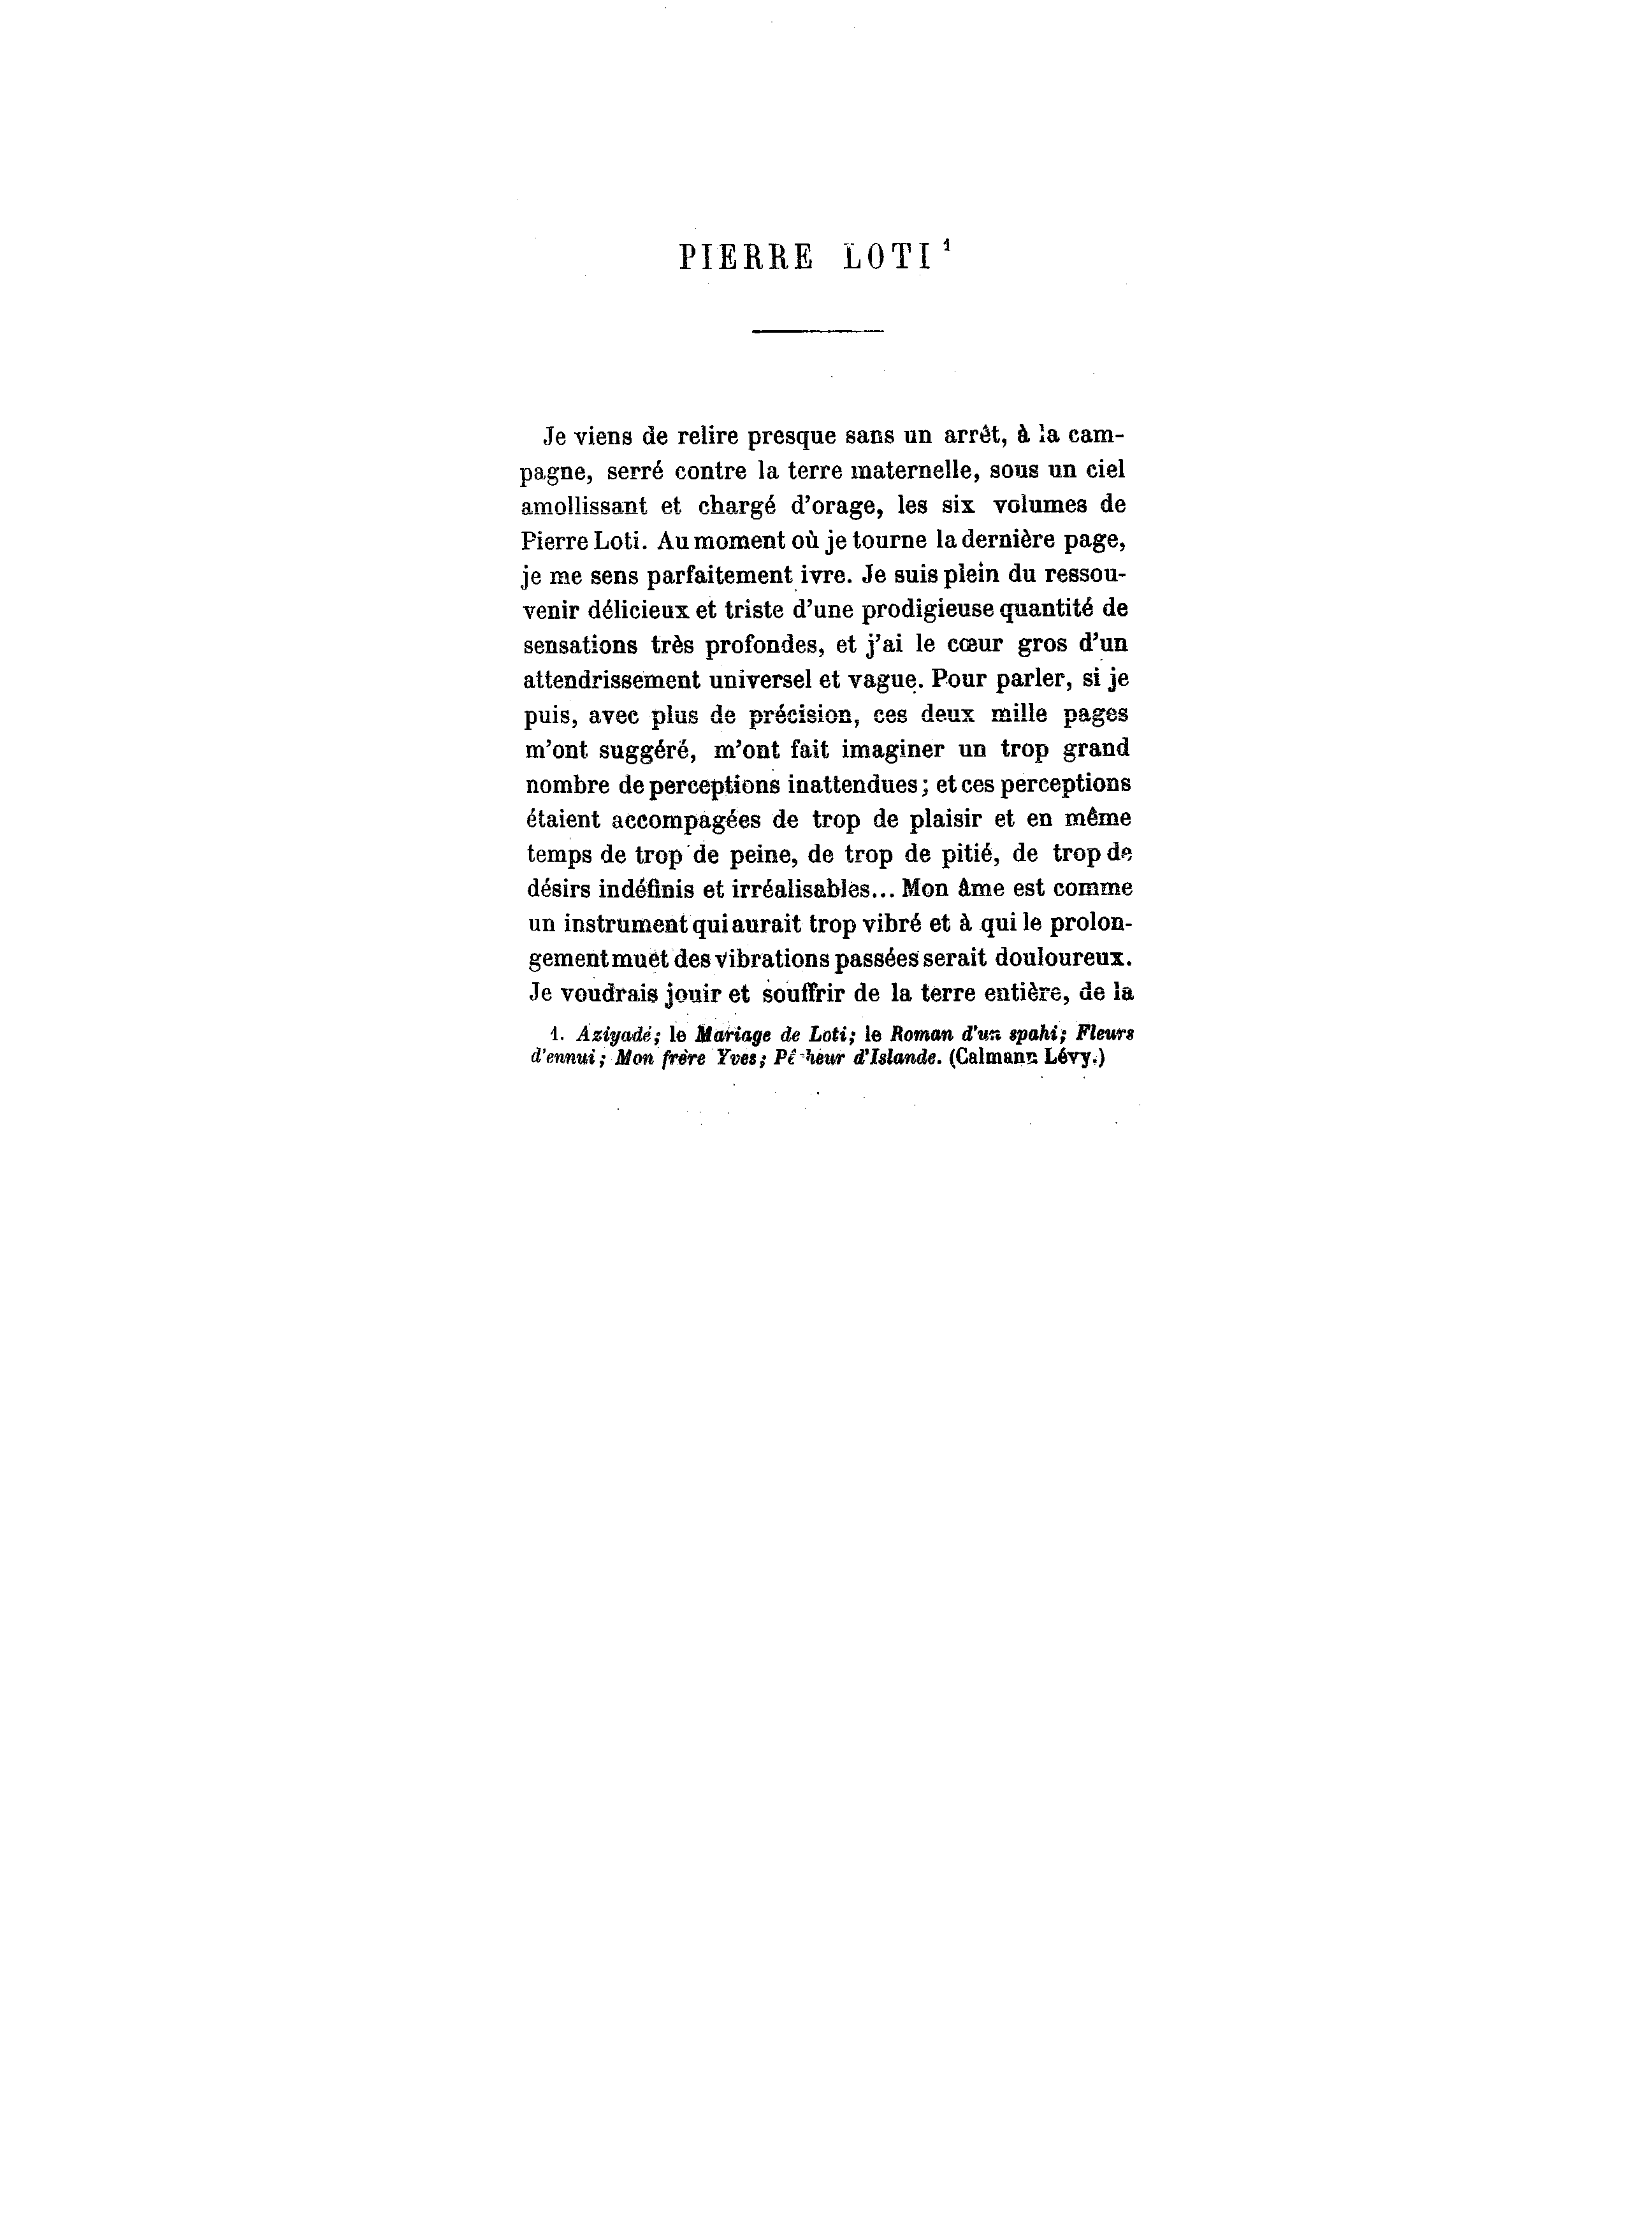 PIERRE LOTI¹
Je viens de relire presque sans un arrêt, à la cam-
pagne, serré contre la terre maternelle, sous un ciel
amollissant et chargé d'orage, les six volumes de
Pierre Loti. Au moment où je tourne la dernière page,
je me sens parfaitement ivre. Je suis plein du ressou-
venir délicieux et triste d'une prodigieuse quantité de
sensations très profondes, et j'ai le cœur gros d'un
attendrissement universel et vague. Pour parler, si je
puis, avec plus de précision, ces deux mille pages
m'ont suggéré, m'ont fait imaginer un trop grand
nombre de perceptions inattendues; et ces perceptions
étaient accompagées de trop de plaisir et en même
temps de trop de peine, de trop de pitié, de trop de
désirs indéfinis et irréalisables... Mon âme est comme
un instrument qui aurait trop vibré et à qui le prolon-
gement muet des vibrations passées serait douloureux.
Je voudrais jouir et souffrir de la terre entière, de la
1. Aziyadé; le Mariage de Loti; le Roman d'un spahi; Fleurs
d'ennui; Mon frère Yves; Pêcheur d'Islande. (Calmann Lévy.)